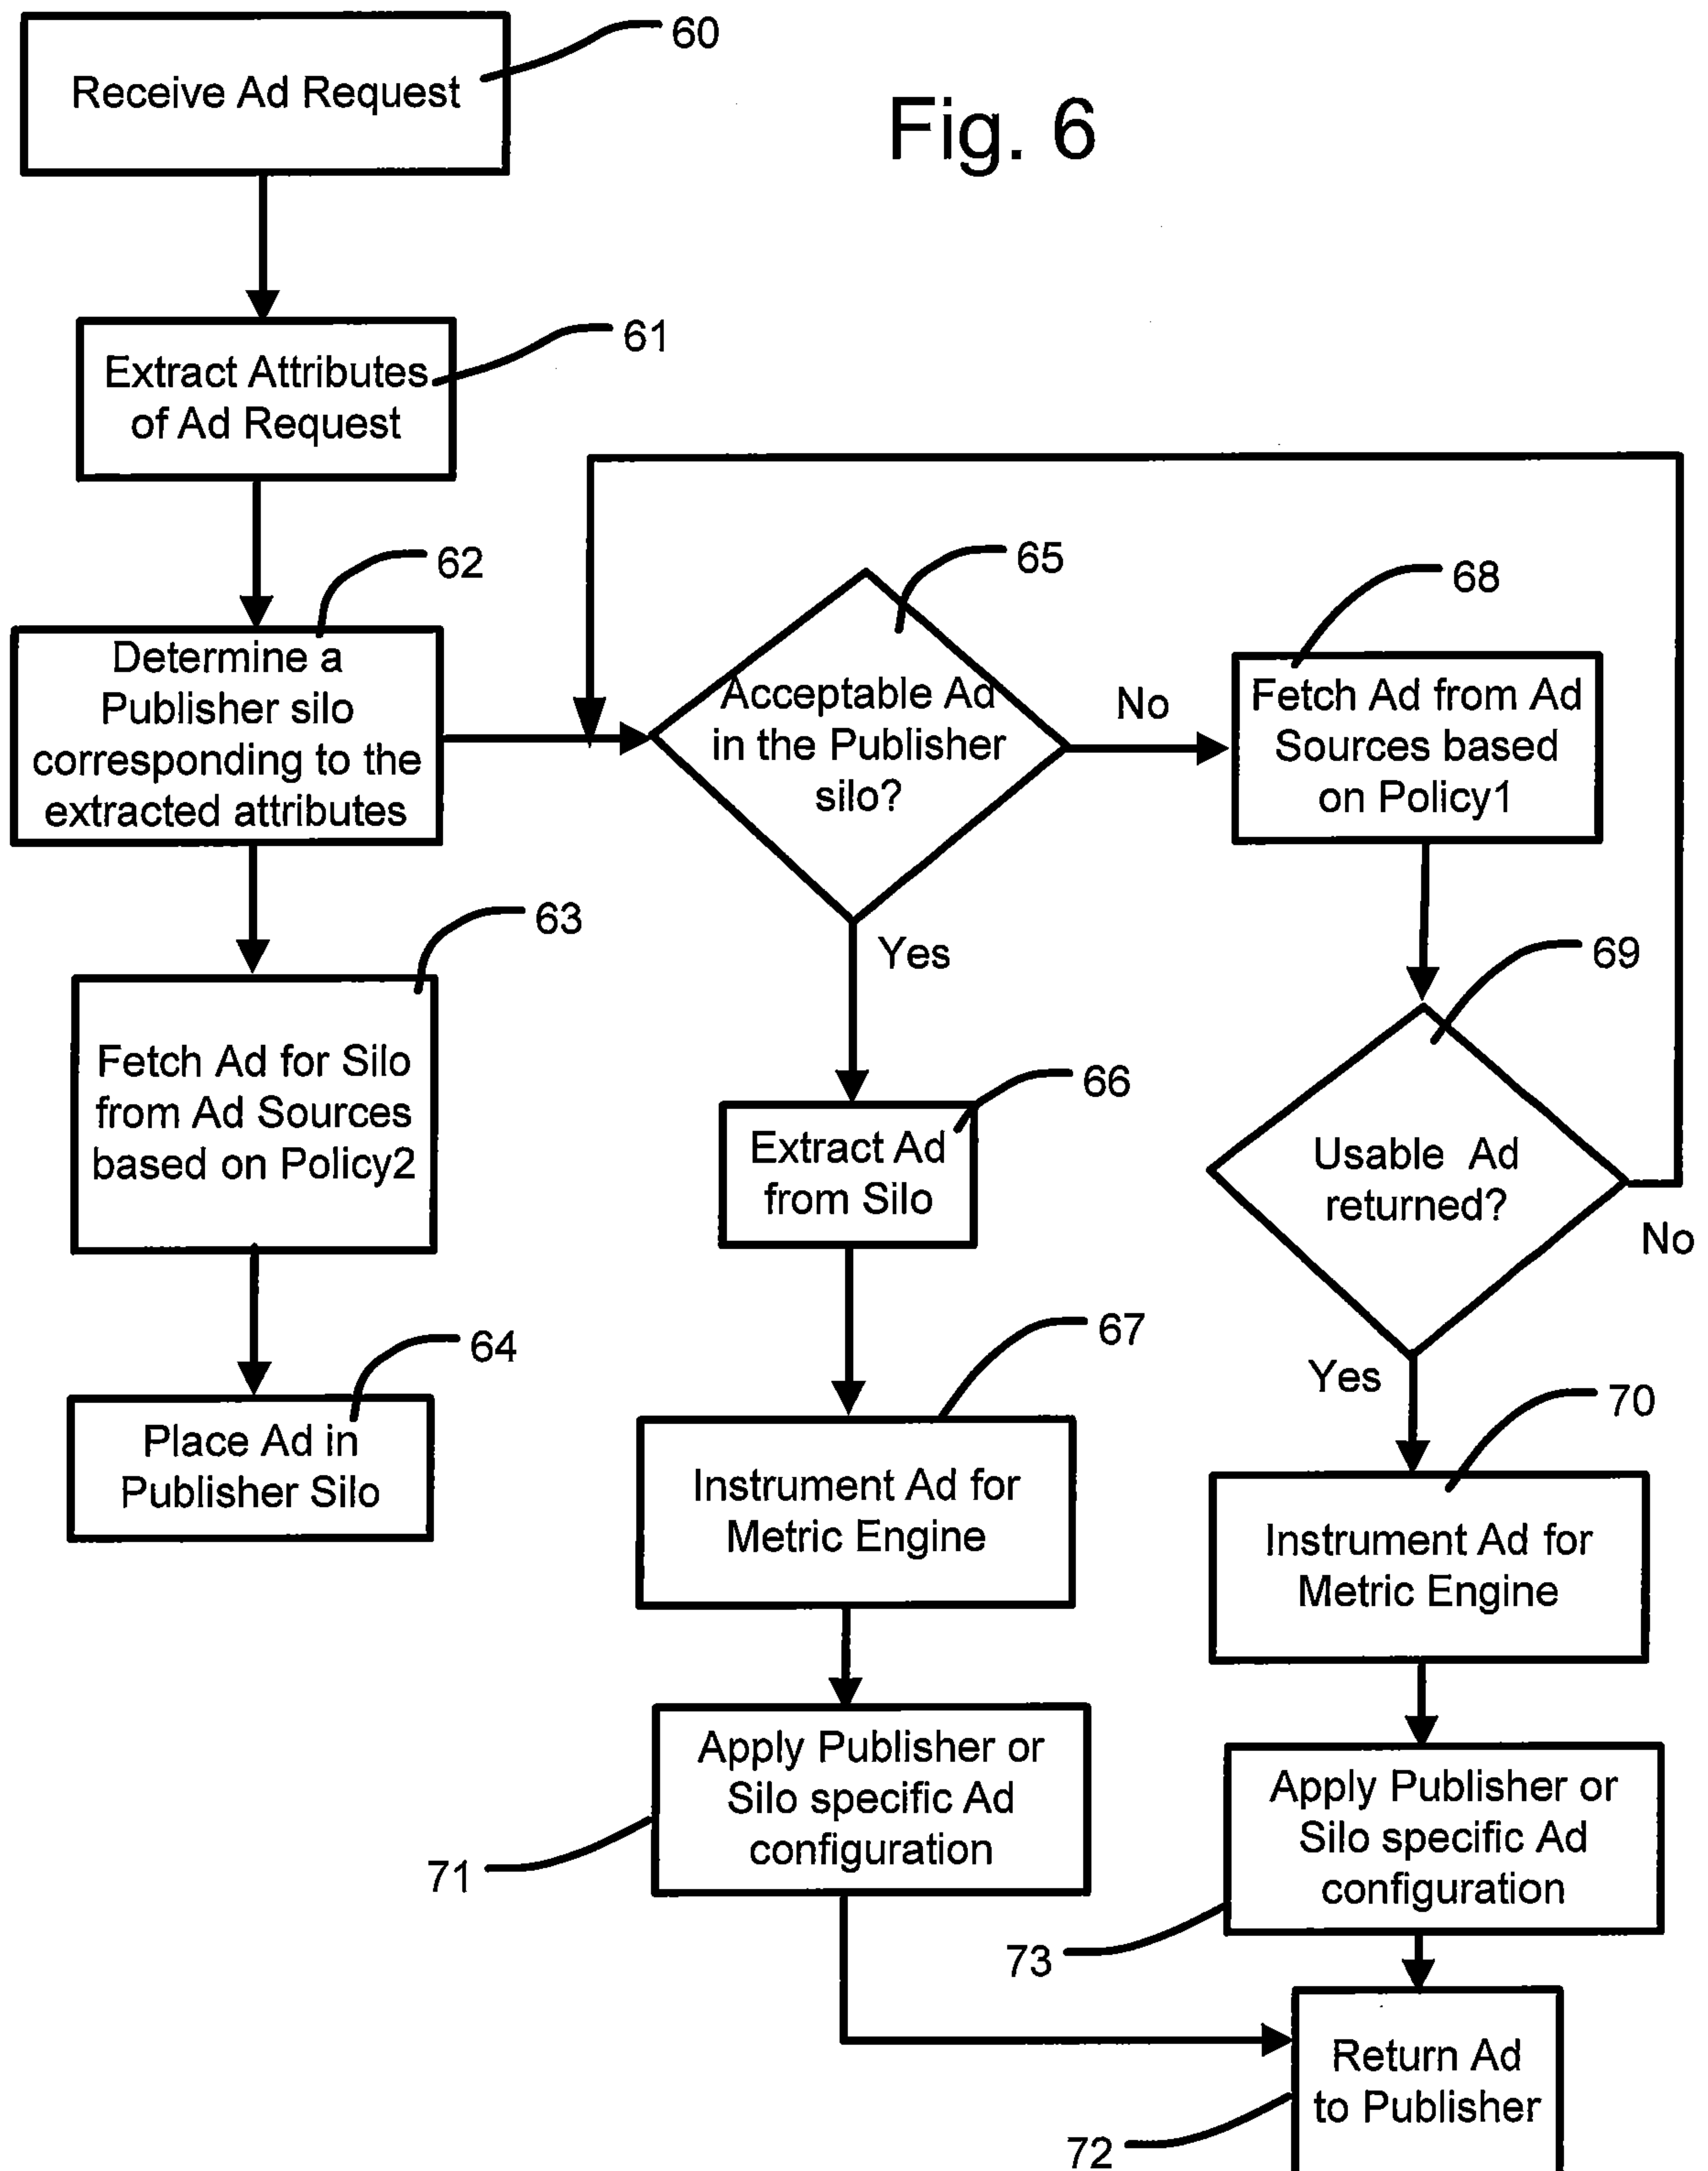 60
Receive Ad Request
Fig. 6
61
Extract Attributes
of Ad Request
62
Determine a
Publisher silo
corresponding to the
extracted attributes
65
Acceptable Ad
in the Publisher
silo?
No
68
Fetch Ad from Ad
Sources based
on Policy1
63
Fetch Ad for Silo
from Ad Sources
based on Policy2
Yes
66
Extract Ad
from Silo
69
Usable Ad
returned?
No
Yes
64
Place Ad in
Publisher Silo
67
Instrument Ad for
Metric Engine
70
Instrument Ad for
Metric Engine
Apply Publisher or
Silo specific Ad
configuration
71
Apply Publisher or
Silo specific Ad
configuration
73
Return Ad
to Publisher
72